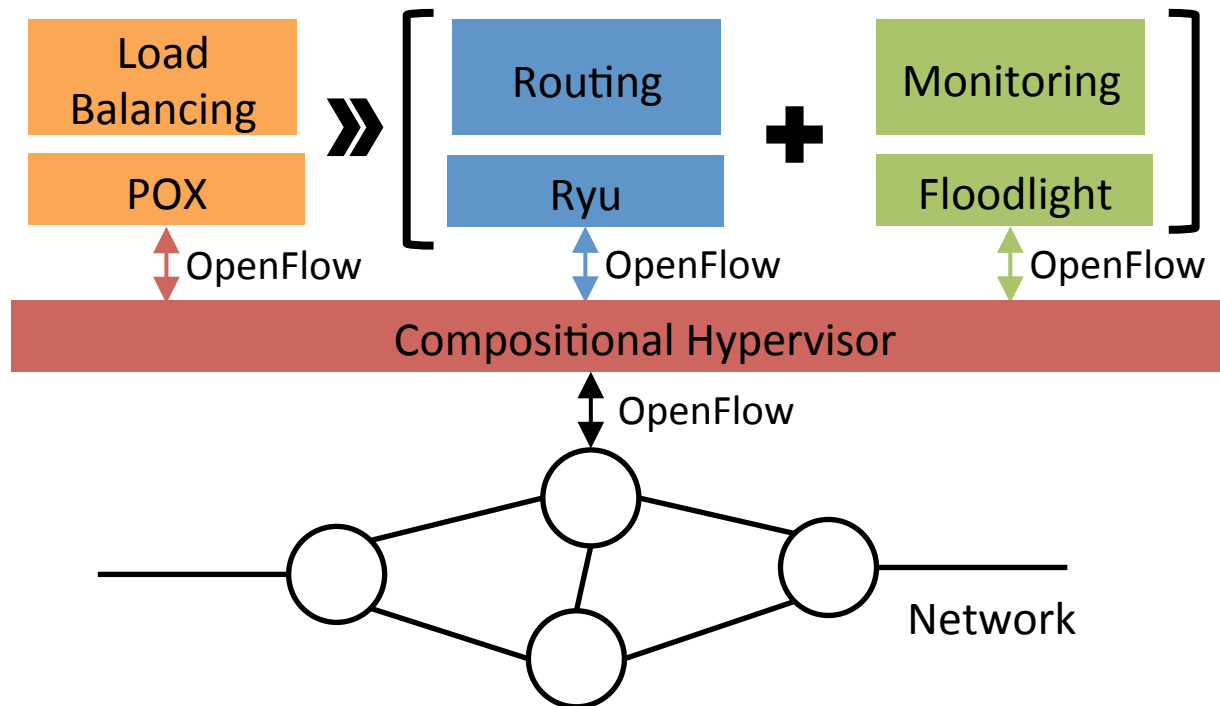 Load
Balancing
Routing
Monitoring
POX
Ryu
Floodlight
OpenFlow
OpenFlow
OpenFlow
Compositional Hypervisor
OpenFlow
Network